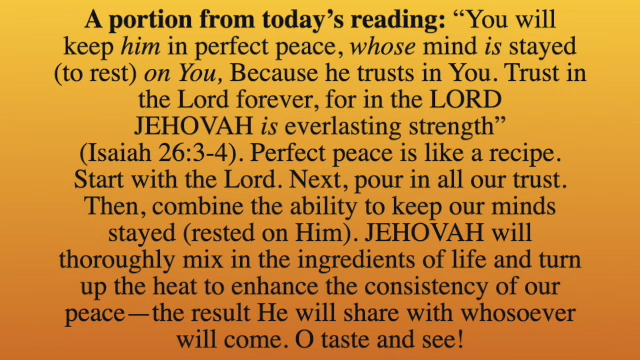 A portion from today’s reading: “You will
keep him in perfect peace, whose mind is stayed
(to rest) on You, Because he trusts in You. Trust in
the Lord forever, for in the LORD
JEHOVAH is everlasting strength”
(Isaiah 26:3-4). Perfect peace is like a recipe.
Start with the Lord. Next, pour in all our trust.
Then, combine the ability to keep our minds
stayed (rested on Him). JEHOVAH will
thoroughly mix in the ingredients of life and turn
up the heat to enhance the consistency of our
peace—the result He will share with whosoever
will come. O taste and see!